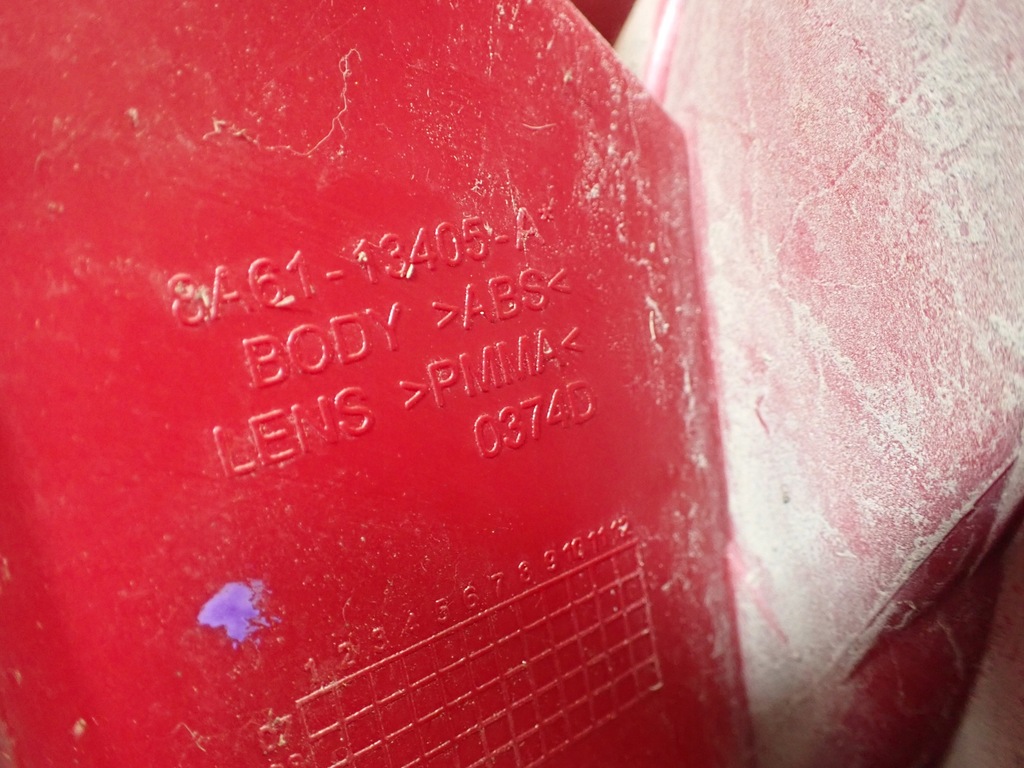 8A61-13405-A*
BODY >ABS<
LENS >PMMA<
0374D
1 2 3 4 5 6 7 8 9 10 11 12